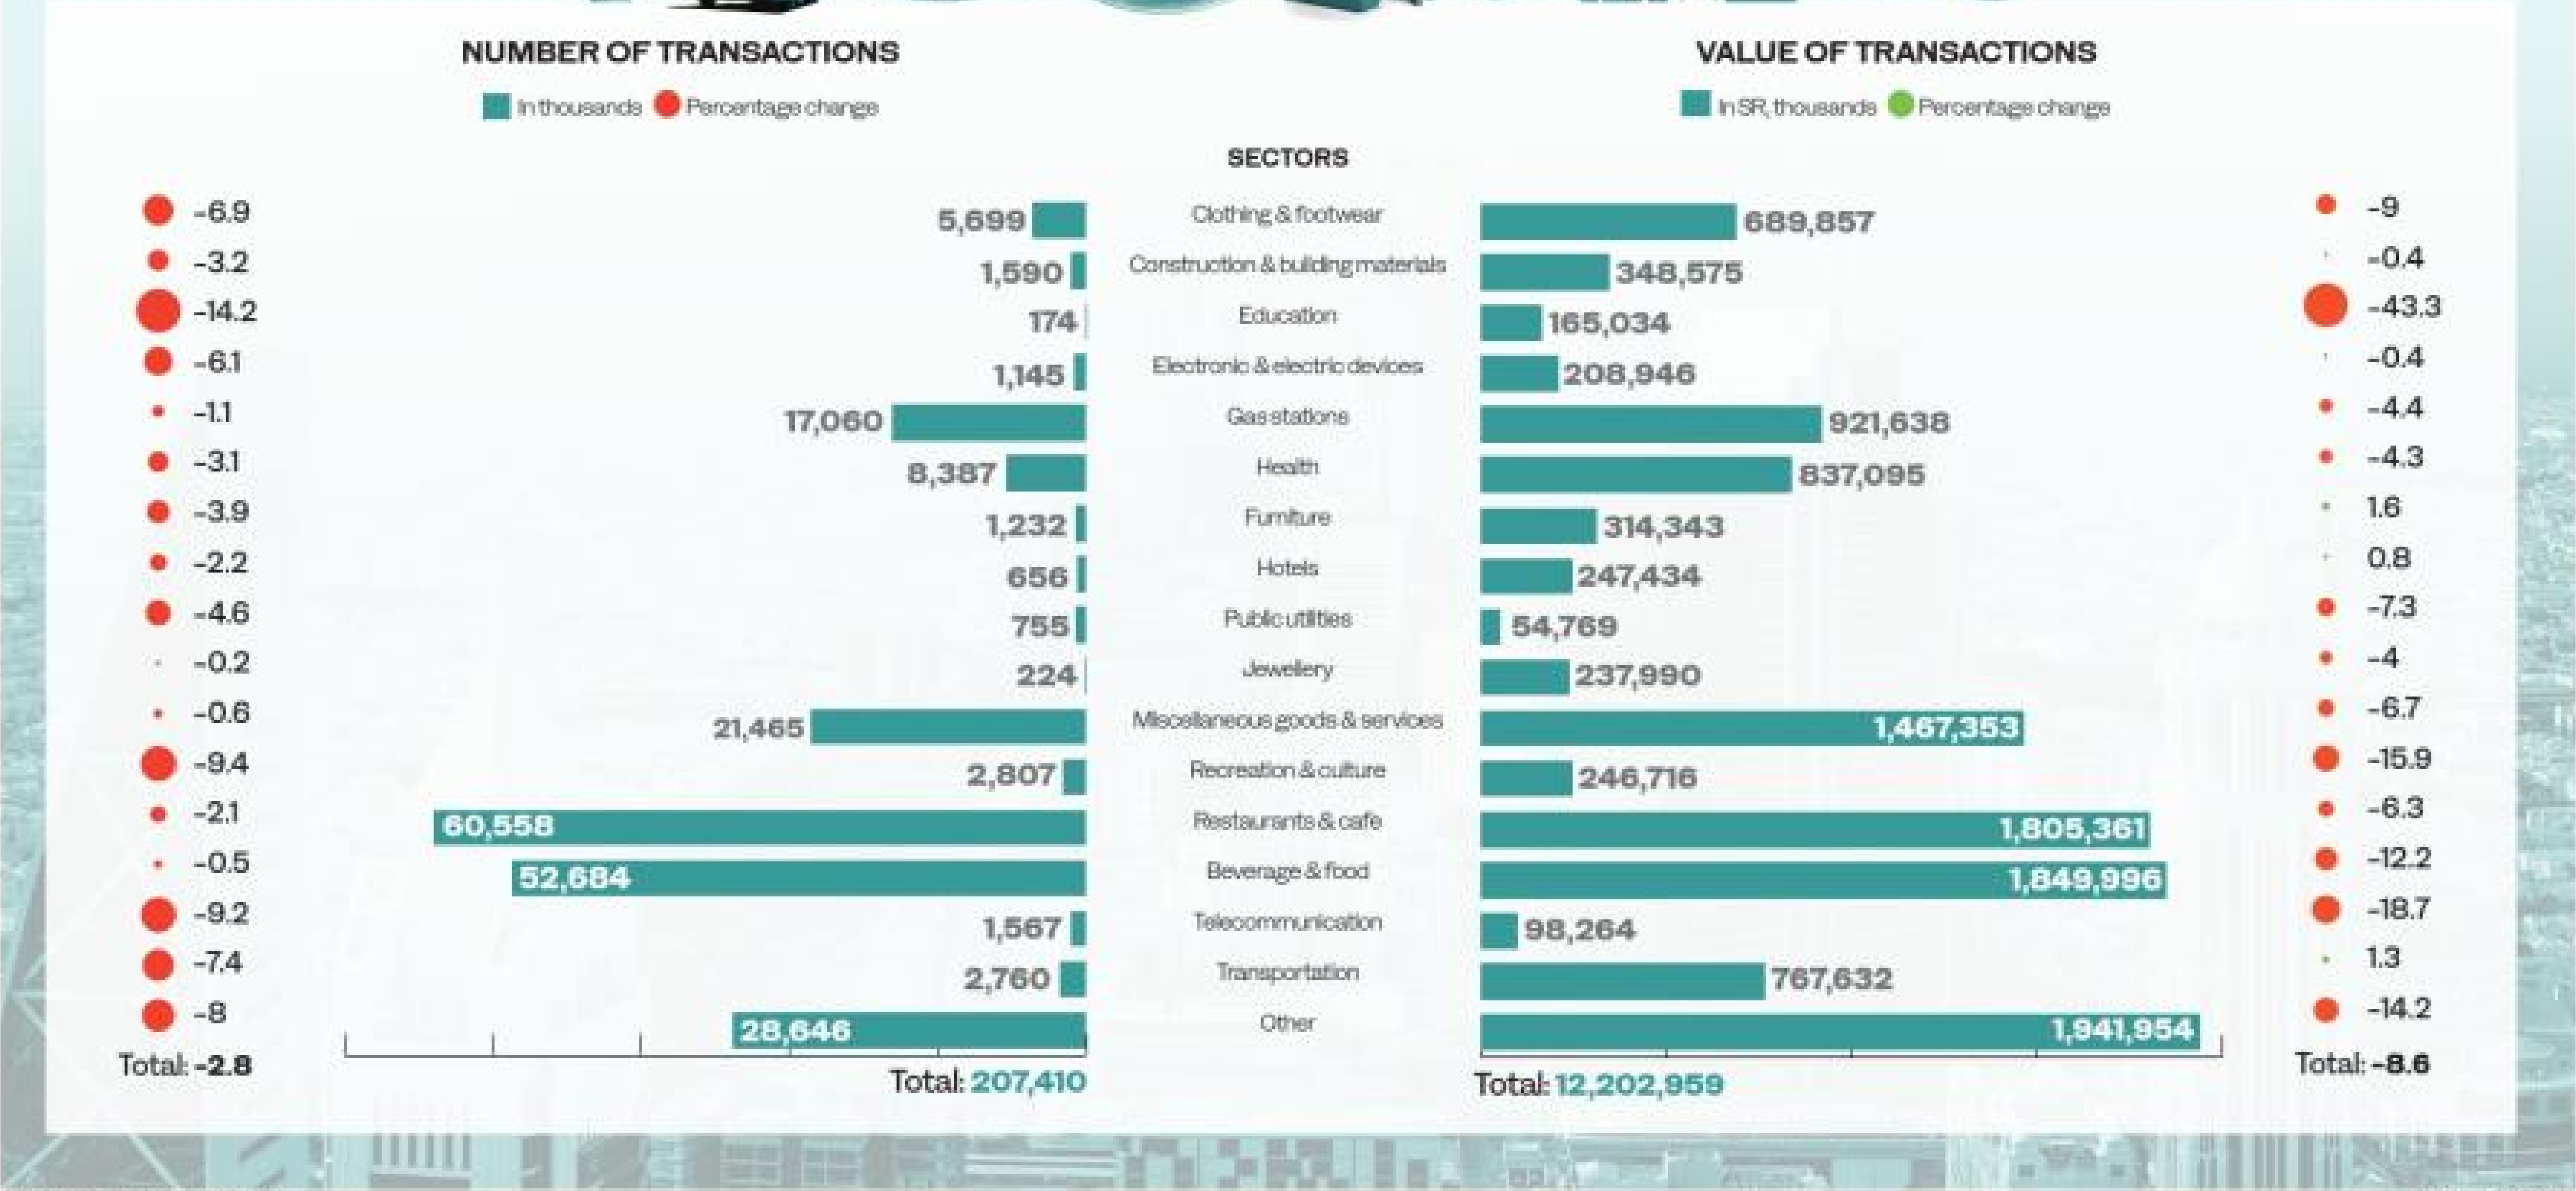 NUMBER OF TRANSACTIONS
In thousands Percentage change
VALUE OF TRANSACTIONS
In SR, thousands Percentage change
SECTORS
-6.9 5,699 Clothing & footwear 689,857 -9
-3.2 1,590 Construction & building materials 348,575 -0.4
-14.2 174 Education 165,034 -43.3
-6.1 1,145 Electronic & electric devices 208,946 -0.4
-1.1 17,060 Gas stations 921,638 -4.4
-3.1 8,387 Health 837,095 -4.3
-3.9 1,232 Furniture 314,343 1.6
-2.2 656 Hotels 247,434 0.8
-4.6 755 Public utilities 54,769 -7.3
-0.2 224 Jewellery 237,990 -4
-0.6 21,465 Miscellaneous goods & services 1,467,353 -6.7
-9.4 2,807 Recreation & culture 246,716 -15.9
-2.1 60,558 Restaurants & café 1,805,361 -6.3
-0.5 52,684 Beverage & food 1,849,996 -12.2
-9.2 1,567 Telecommunication 98,264 -18.7
-7.4 2,760 Transportation 767,632 1.3
-8 28,646 Other 1,941,954 -14.2
Total: -2.8 Total: 207,410 Total: 12,202,959 Total: -8.6